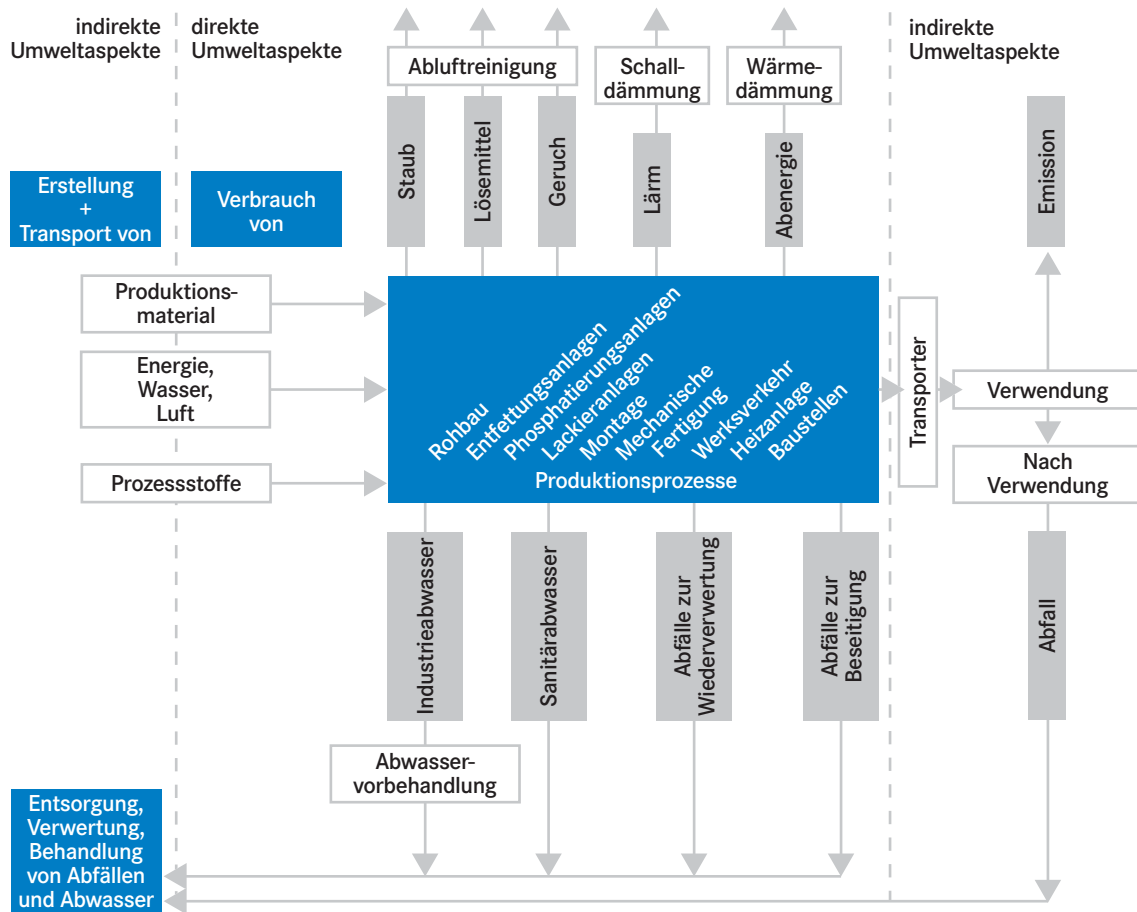 indirekte
Umweltaspekte
direkte
Umweltaspekte
indirekte
Umweltaspekte
Abluftreinigung
Schall-
dämmung
Wärme-
dämmung
Staub
Lösemittel
Geruch
Lärm
Abenergie
Emission
Erstellung
+
Transport von
Verbrauch
von
Produktions-
material
Energie,
Wasser,
Luft
Prozessstoffe
Rohbau
Entfettungsanlagen
Phosphatierungsanlagen
Lackieranlagen
Montage
Mechanische
Fertigung
Werksverkehr
Heizanlage
Baustellen
Produktionsprozesse
Transporter
Verwendung
Nach
Verwendung
Industrieabwasser
Sanitärabwasser
Abfälle zur
Wiederverwertung
Abfälle zur
Beseitigung
Abfall
Abwasser-
vorbehandlung
Entsorgung,
Verwertung,
Behandlung
von Abfällen
und Abwasser